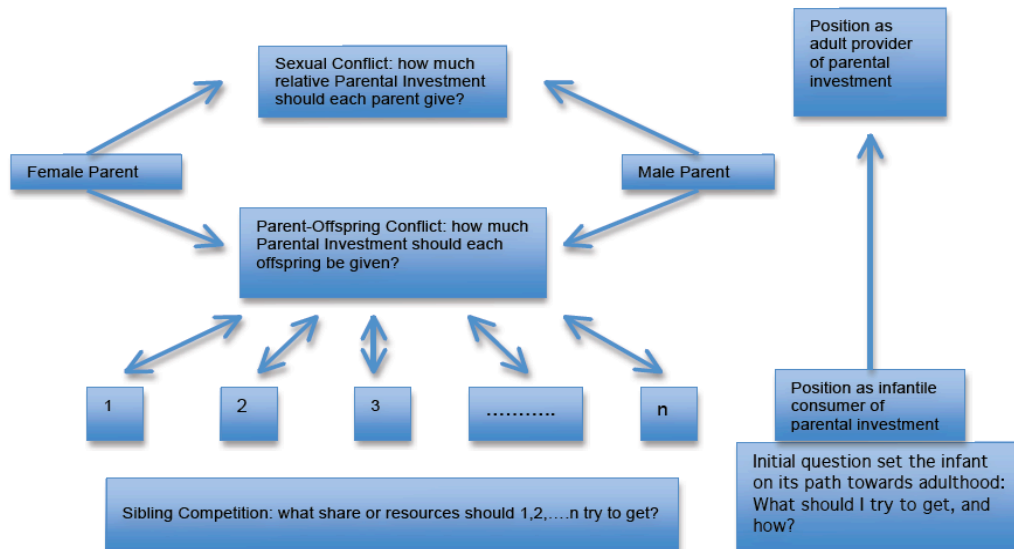 Sexual Conflict: how much
relative Parental Investment
should each parent give?
Position as
adult provider
of parental
investment
Female Parent
Male Parent
Parent-Offspring Conflict: how much
Parental Investment should each
offspring be given?
1
2
3
………..
n
Position as infantile
consumer of
parental investment
Sibling Competition: what share or resources should 1,2,….n try to get?
Initial question set the infant
on its path towards adulthood:
What should I try to get, and
how?